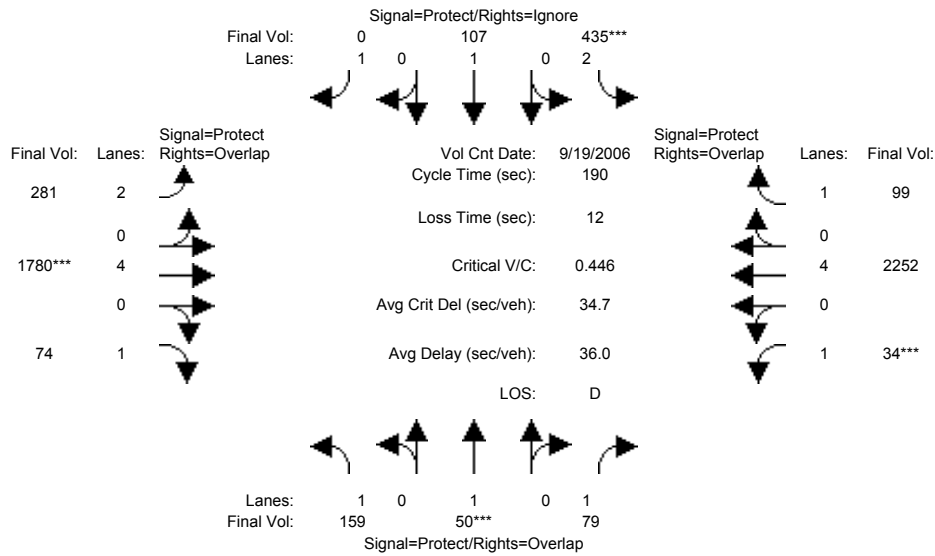 Signal=Protect/Rights=Ignore
Final Vol: 0 107 435***
Lanes: 1 0 1 0 2
Signal=Protect
Final Vol: Lanes: Rights=Overlap
Vol Cnt Date: 9/19/2006
Signal=Protect
Rights=Overlap Lanes: Final Vol:
Cycle Time (sec): 190
281 2 1 99
Loss Time (sec): 12
0 0
1780*** 4 Critical V/C: 0.446 4 2252
0 Avg Crit Del (sec/veh): 34.7 0
74 1 Avg Delay (sec/veh): 36.0 1 34***
LOS: D
Lanes: 1 0 1 0 1
Final Vol: 159 50*** 79
Signal=Protect/Rights=Overlap